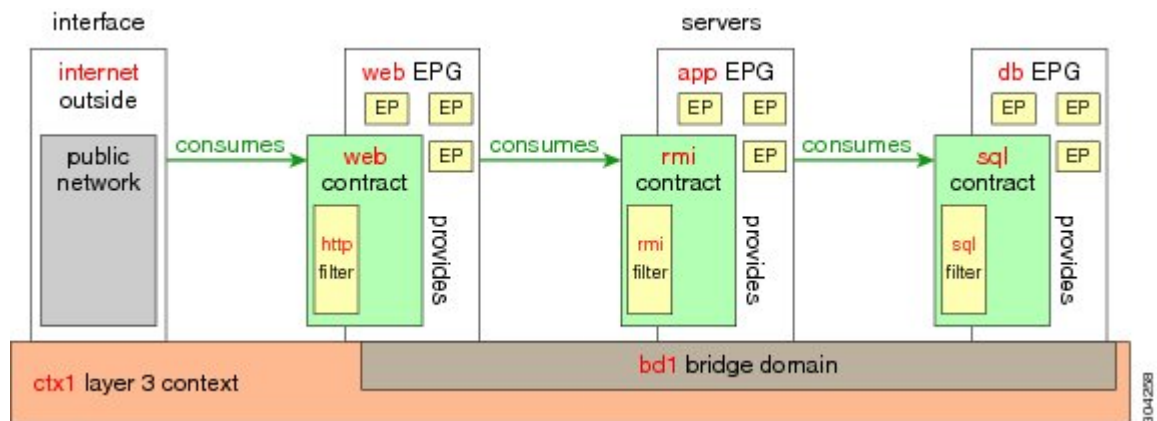 interface
servers
internet
outside
web EPG
app EPG
db EPG
EP EP
EP EP
EP EP
public
network
consumes
web
contract
EP
consumes
rmi
contract
EP
consumes
sql
contract
EP
http
filter
provides
rmi
filter
provides
sql
filter
provides
bd1 bridge domain
ctx1 layer 3 context
304258